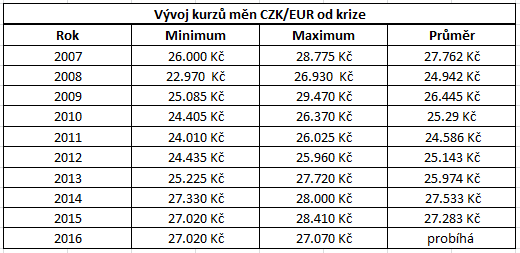 Vývoj kurzů měn CZK/EUR od krize
Rok Minimum Maximum Průměr
2007 26.000 Kč 28.775 Kč 27.762 Kč
2008 22.970 Kč 26.930 Kč 24.942 Kč
2009 25.085 Kč 29.470 Kč 26.445 Kč
2010 24.405 Kč 26.370 Kč 25.29 Kč
2011 24.010 Kč 26.025 Kč 24.586 Kč
2012 24.435 Kč 25.960 Kč 25.143 Kč
2013 25.225 Kč 27.720 Kč 25.974 Kč
2014 27.330 Kč 28.000 Kč 27.533 Kč
2015 27.020 Kč 28.410 Kč 27.283 Kč
2016 27.020 Kč 27.070 Kč probíhá